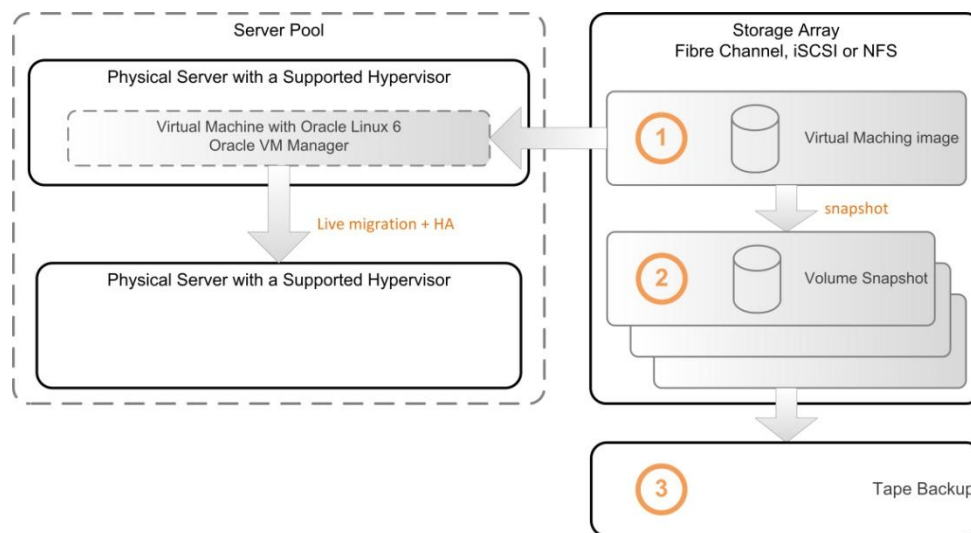 Server Pool
Physical Server with a Supported Hypervisor
Virtual Machine with Oracle Linux 6
Oracle VM Manager
Live migration + HA
Physical Server with a Supported Hypervisor
Storage Array
Fibre Channel, iSCSI or NFS
1
Virtual Maching image
snapshot
2
Volume Snapshot
3
Tape Backup